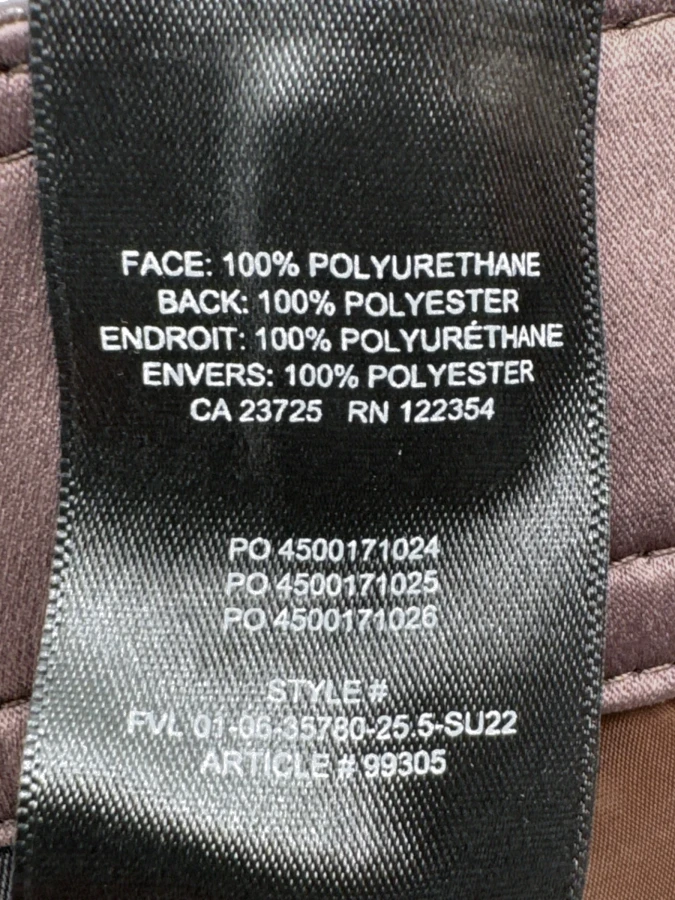 FACE: 100% POLYURETHANE
BACK: 100% POLYESTER
ENDROIT: 100% POLYURÉTHANE
ENVERS: 100% POLYESTER
CA 23725 RN 122354
PO 4500171024
PO 4500171025
PO 4500171026
STYLE #
FVL 01-06-35780-25.5-SU22
ARTICLE # 99305